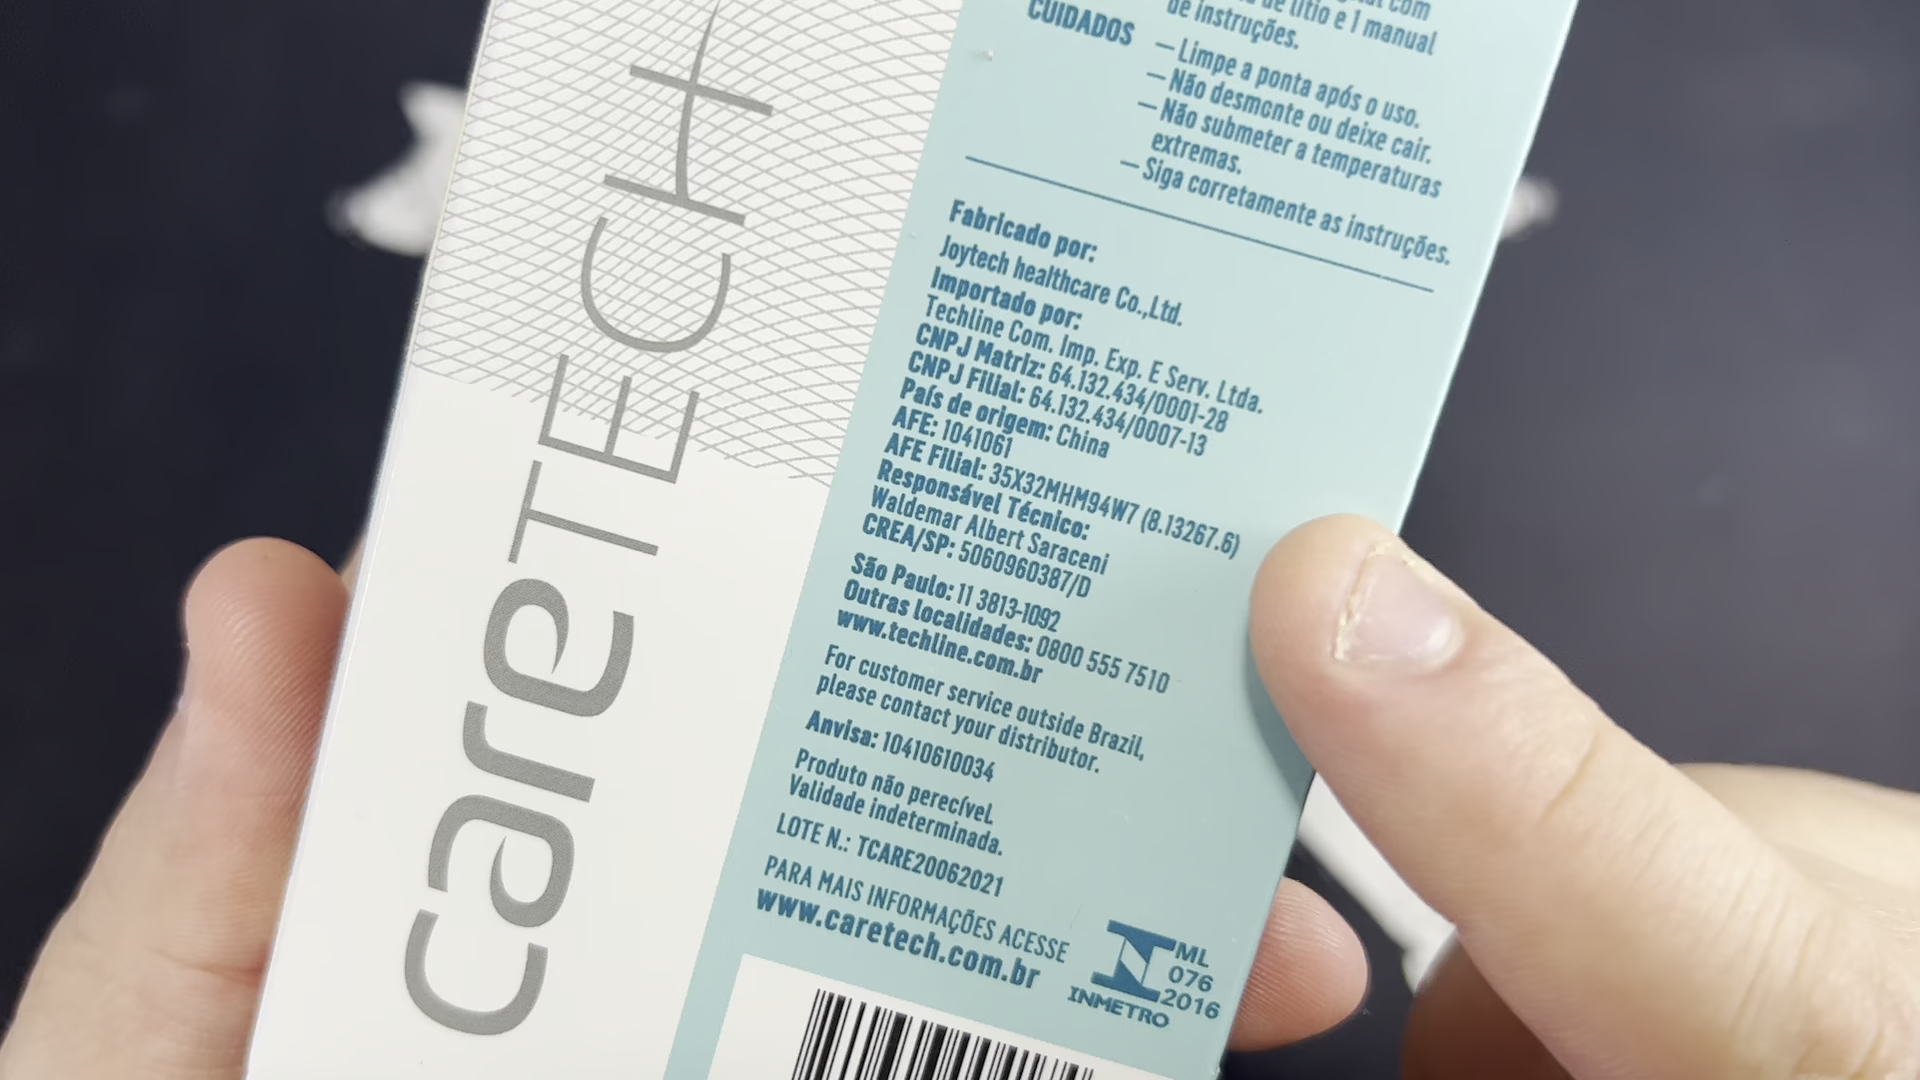 careTECH
CUIDADOS
de lítio e 1 manual
de instruções.
– Limpe a ponta após o uso.
– Não desmonte ou deixe cair.
– Não submeter a temperaturas
extremas.
– Siga corretamente as instruções.
Fabricado por:
Joytech healthcare Co.,Ltd.
Importado por:
Techline Com. Imp. Exp. E Serv. Ltda.
CNPJ Matriz: 64.132.434/0001-28
CNPJ Filial: 64.132.434/0007-13
País de origem: China
AFE: 1041061
AFE Filial: 35X32MHM94W7 (8.13267.6)
Responsável Técnico:
Waldemar Albert Saraceni
CREA/SP: 5060960387/D
São Paulo: 11 3813-1092
Outras localidades: 0800 555 7510
www.techline.com.br
For customer service outside Brazil,
please contact your distributor.
Anvisa: 10410610034
Produto não perecível.
Validade indeterminada.
LOTE N.: TCARE20062021
PARA MAIS INFORMAÇÕES ACESSE
www.caretech.com.br
ML
076
2016
INMETRO